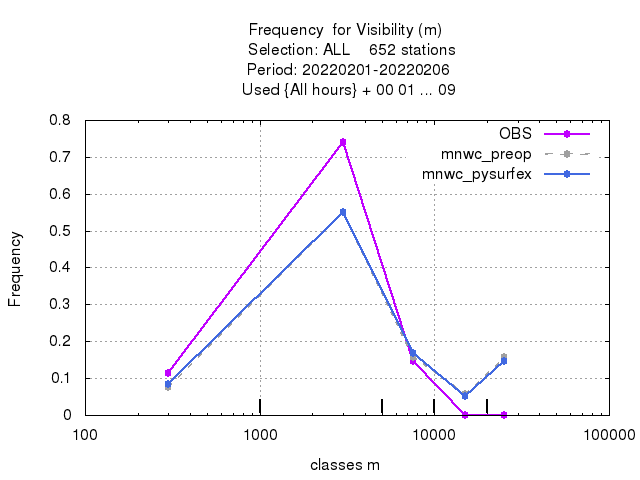 Frequency  for Visibility (m)
Selection: ALL    652 stations
Period: 20220201-20220206
Used {All hours} + 00 01 ... 09
OBS
mnwc_preop
mnwc_pysurfex
0.8
0.7
0.6
0.5
0.4
0.3
0.2
0.1
0
Frequency
100
1000
10000
100000
classes m